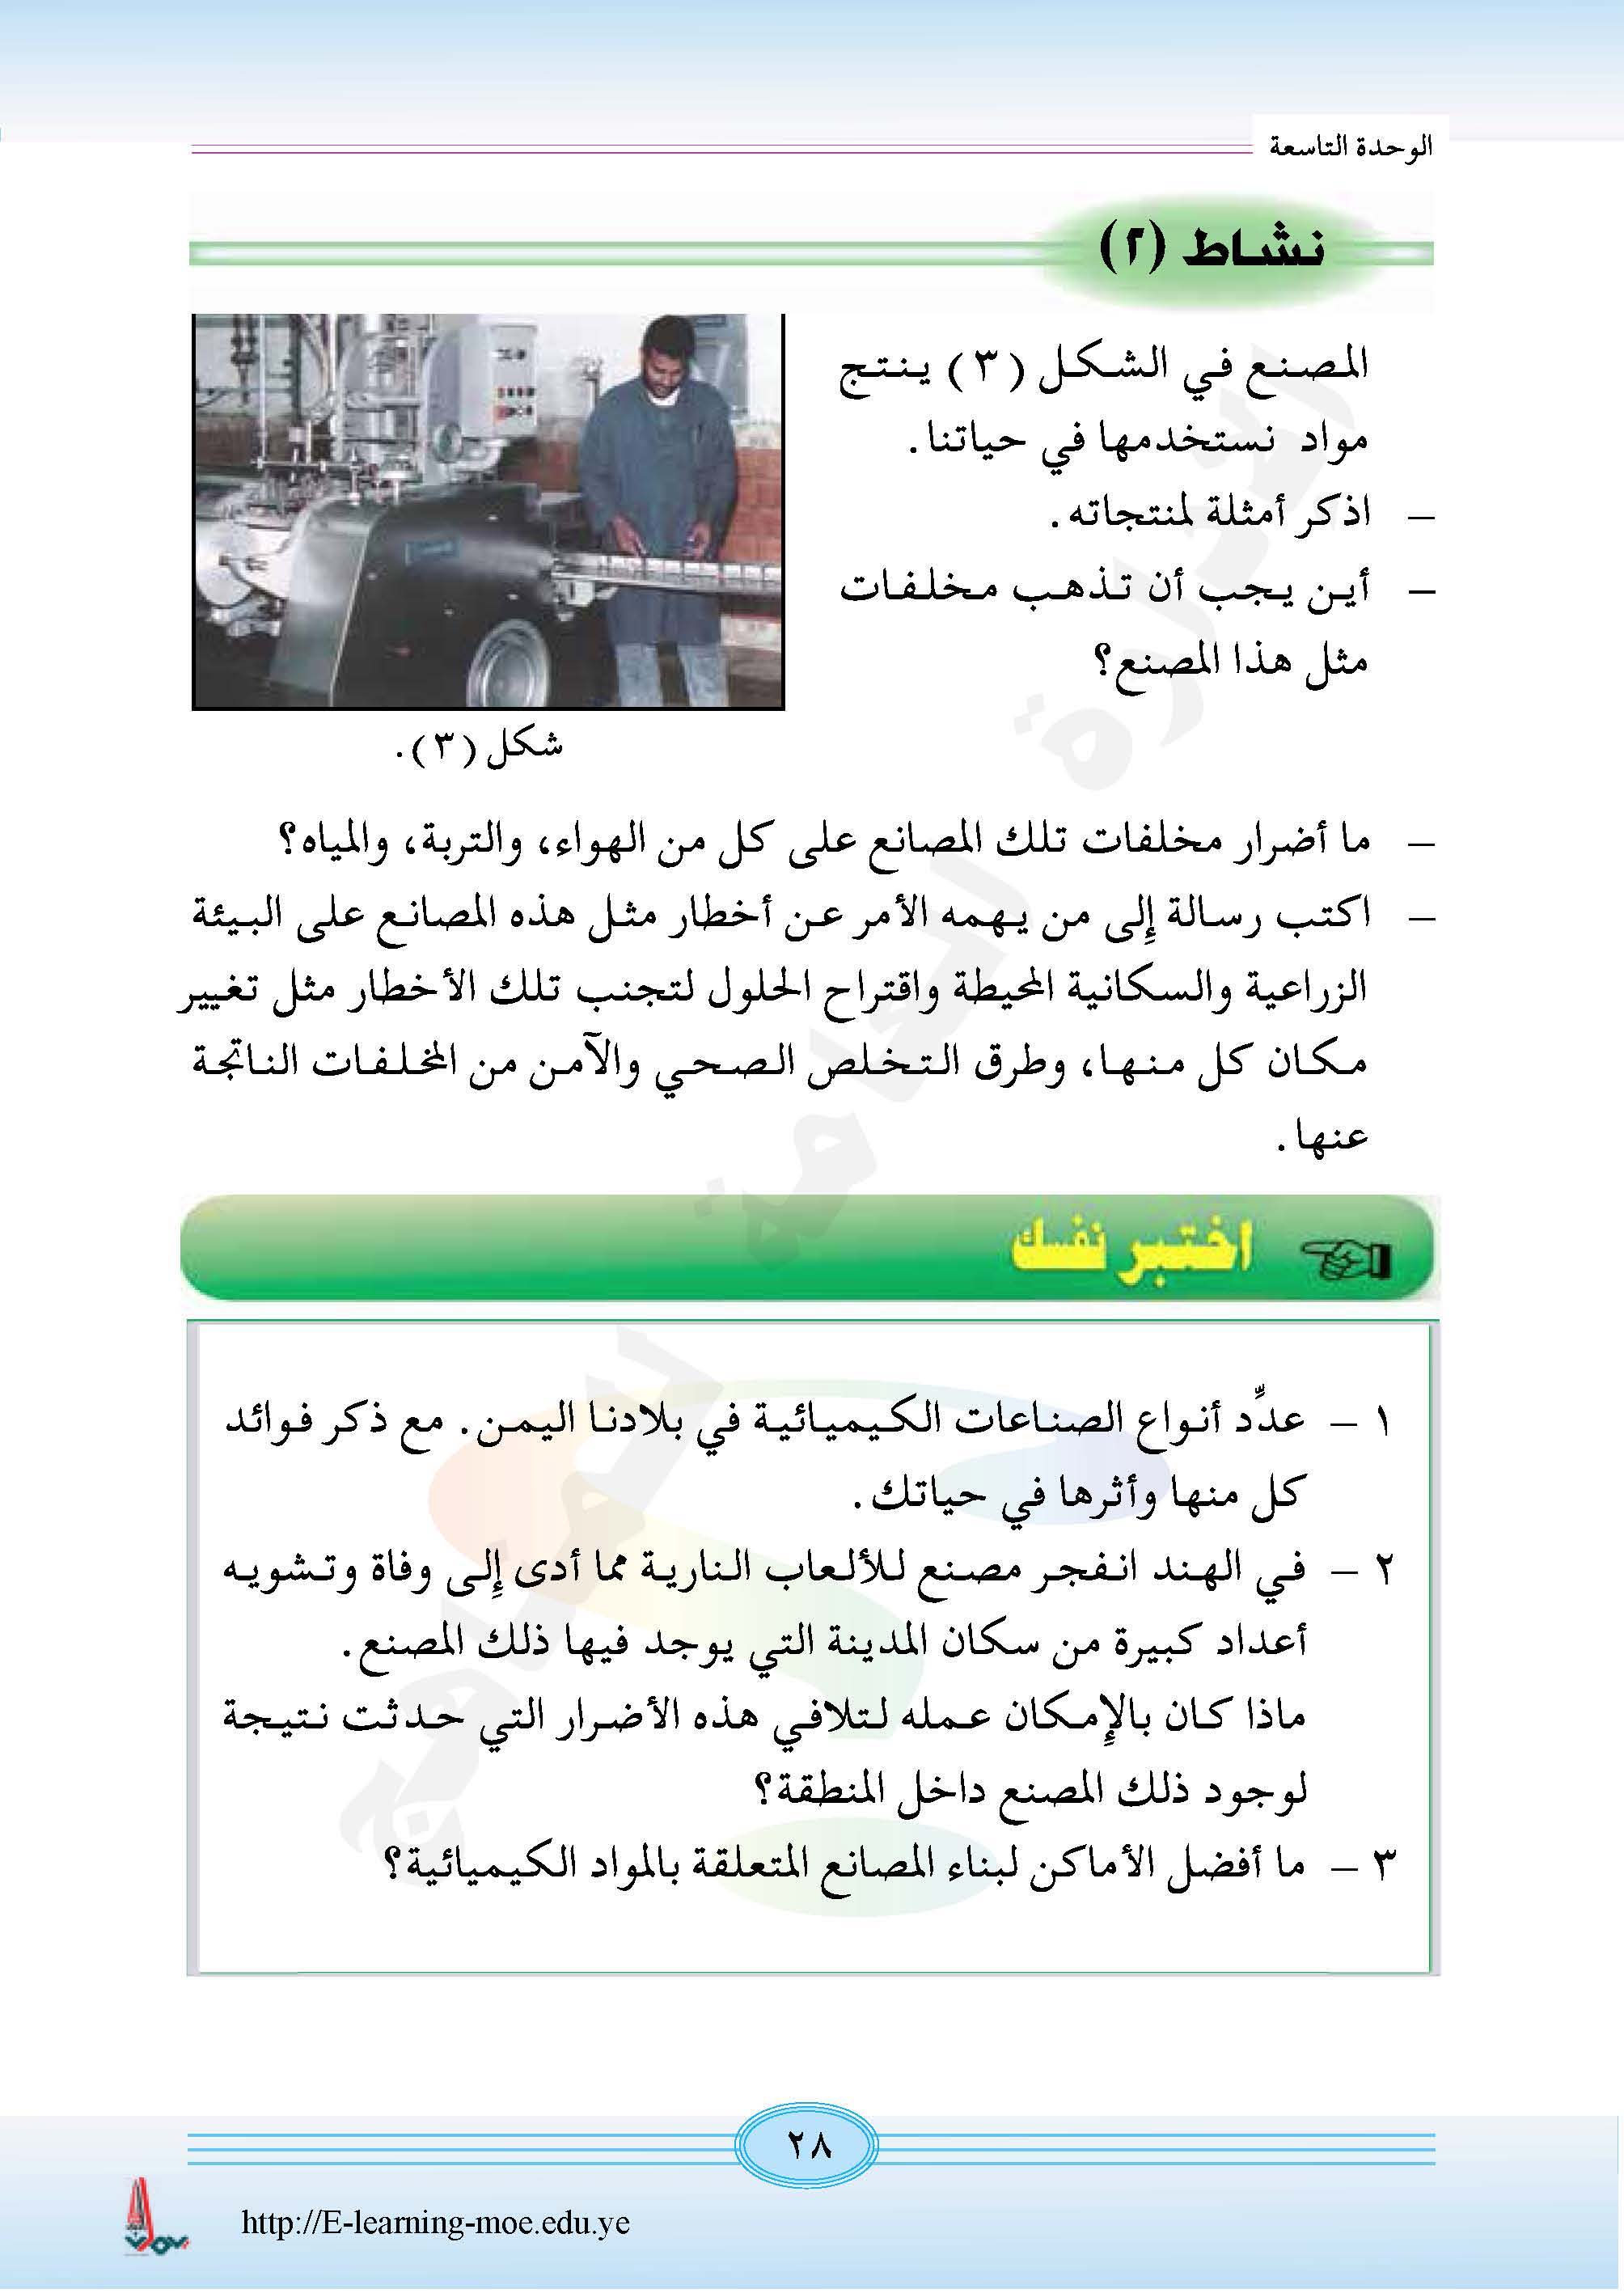 الوحدة التاسعة
نشاط (٢)
المصنع في الشكل (٣) ينتج
مواد نستخدمها في حياتنا.
– اذكر أمثلة لمنتجاته.
– أين يجب أن تذهب مخلفات
مثل هذا المصنع؟
شكل (٣).
– ما أضرار مخلفات تلك المصانع على كل من الهواء، والتربة، والمياه؟
– اكتب رسالة إلى من يهمه الأمر عن أخطار مثل هذه المصانع على البيئة
الزراعية والسكانية المحيطة واقتراح الحلول لتجنب تلك الأخطار مثل تغيير
مكان كل منها، وطرق التخلص الصحي والآمن من المخلفات الناتجة
عنها.
اختبر نفسك
١ – عدِّد أنواع الصناعات الكيميائية في بلادنا اليمن. مع ذكر فوائد
كل منها وأثرها في حياتك.
٢ – في الهند انفجر مصنع للألعاب النارية مما أدى إلى وفاة وتشويه
أعداد كبيرة من سكان المدينة التي يوجد فيها ذلك المصنع.
ماذا كان بالإمكان عمله لتلافي هذه الأضرار التي حدثت نتيجة
لوجود ذلك المصنع داخل المنطقة؟
٣ – ما أفضل الأماكن لبناء المصانع المتعلقة بالمواد الكيميائية؟
الإدارة العامة للمناهج
٢٨
http://E-learning-moe.edu.ye